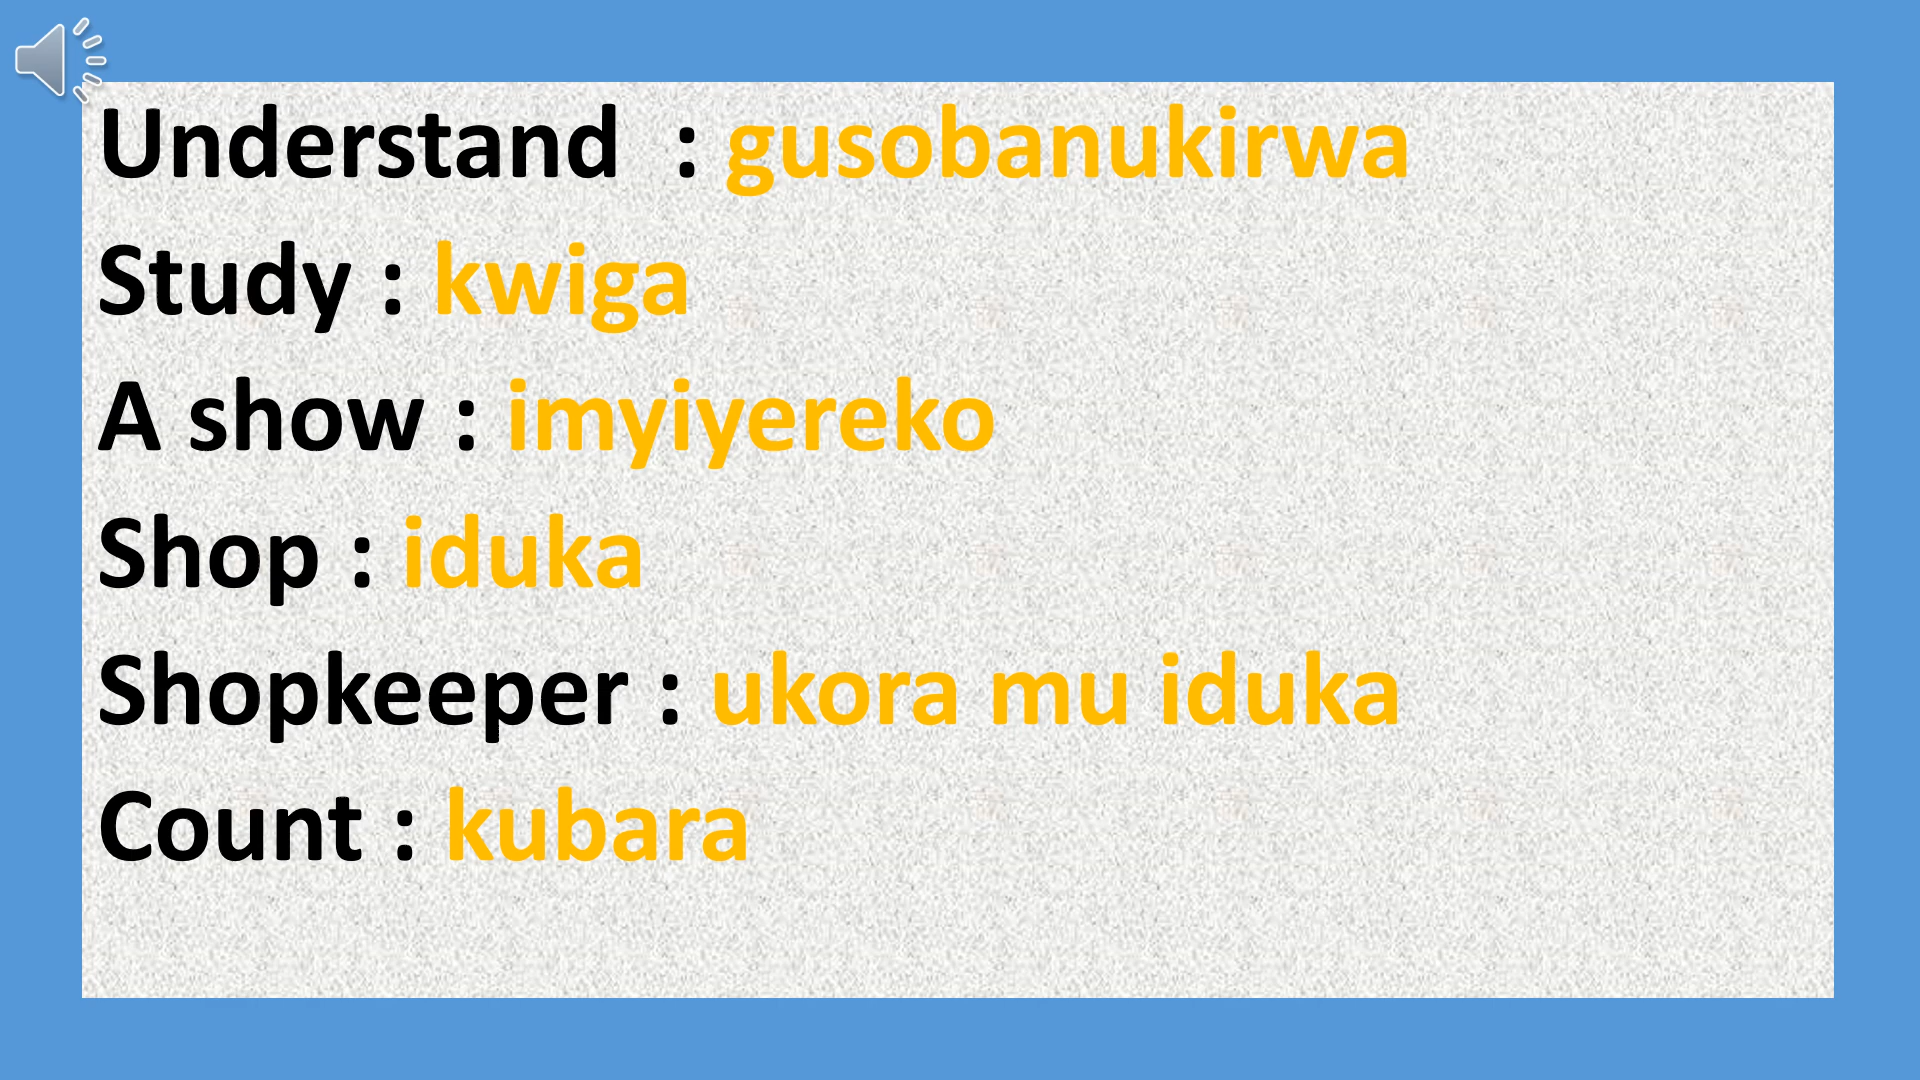 Understand  : gusobanukirwa
Study : kwiga
A show : imyiyereko
Shop : iduka
Shopkeeper : ukora mu iduka
Count : kubara